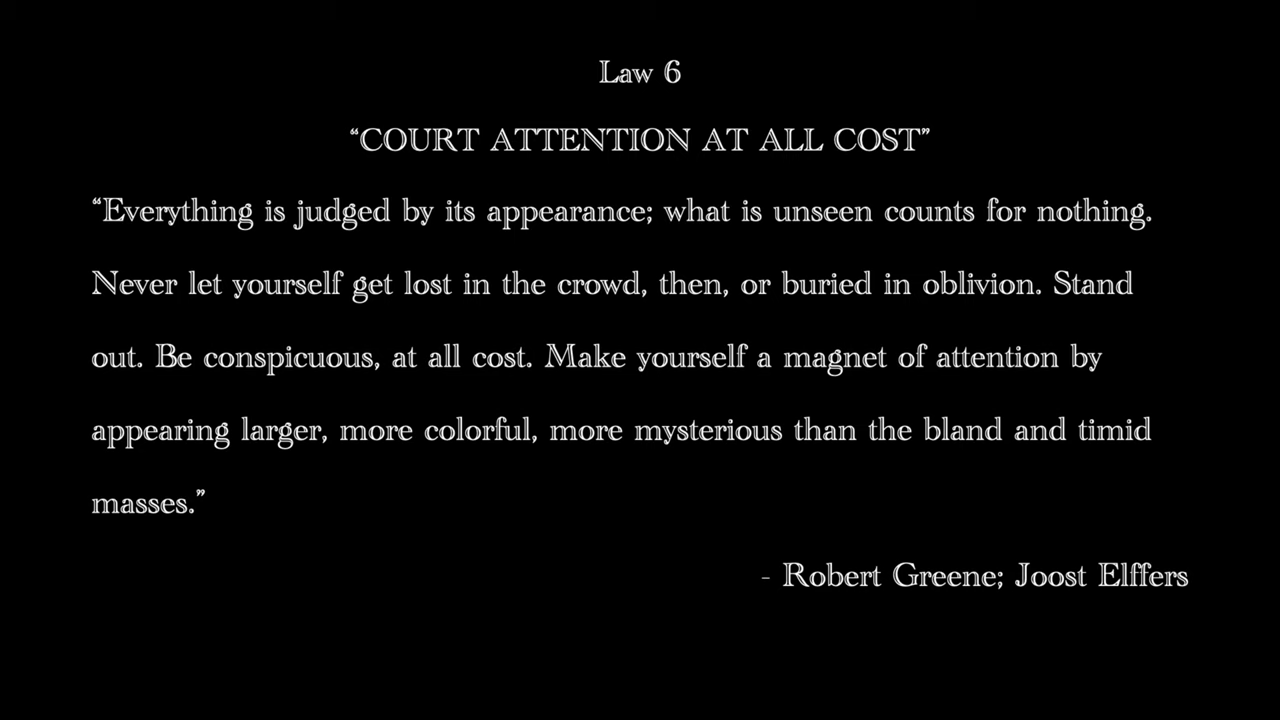 Law 6
“COURT ATTENTION AT ALL COST”
“Everything is judged by its appearance; what is unseen counts for nothing.
Never let yourself get lost in the crowd, then, or buried in oblivion. Stand
out. Be conspicuous, at all cost. Make yourself a magnet of attention by
appearing larger, more colorful, more mysterious than the bland and timid
masses.”
- Robert Greene; Joost Elffers